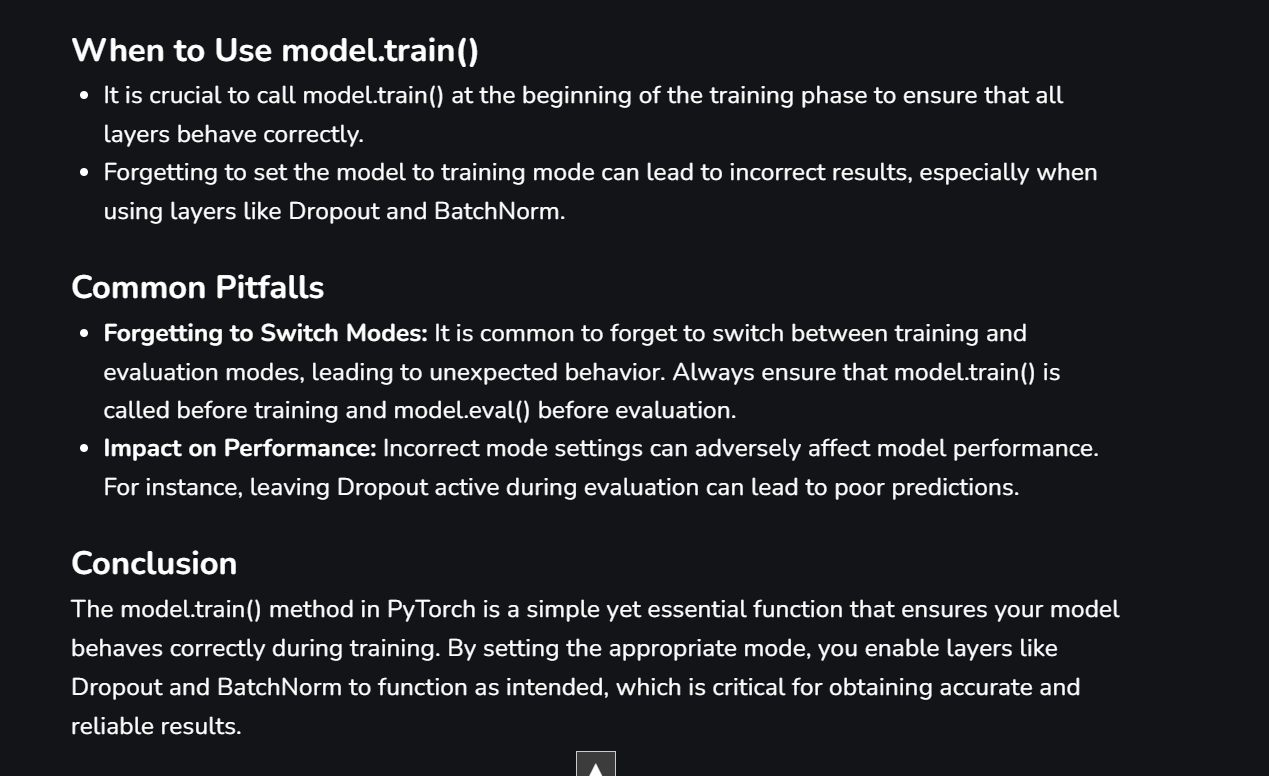 When to Use model.train()
• It is crucial to call model.train() at the beginning of the training phase to ensure that all
layers behave correctly.
• Forgetting to set the model to training mode can lead to incorrect results, especially when
using layers like Dropout and BatchNorm.
Common Pitfalls
• Forgetting to Switch Modes: It is common to forget to switch between training and
evaluation modes, leading to unexpected behavior. Always ensure that model.train() is
called before training and model.eval() before evaluation.
• Impact on Performance: Incorrect mode settings can adversely affect model performance.
For instance, leaving Dropout active during evaluation can lead to poor predictions.
Conclusion
The model.train() method in PyTorch is a simple yet essential function that ensures your model
behaves correctly during training. By setting the appropriate mode, you enable layers like
Dropout and BatchNorm to function as intended, which is critical for obtaining accurate and
reliable results.